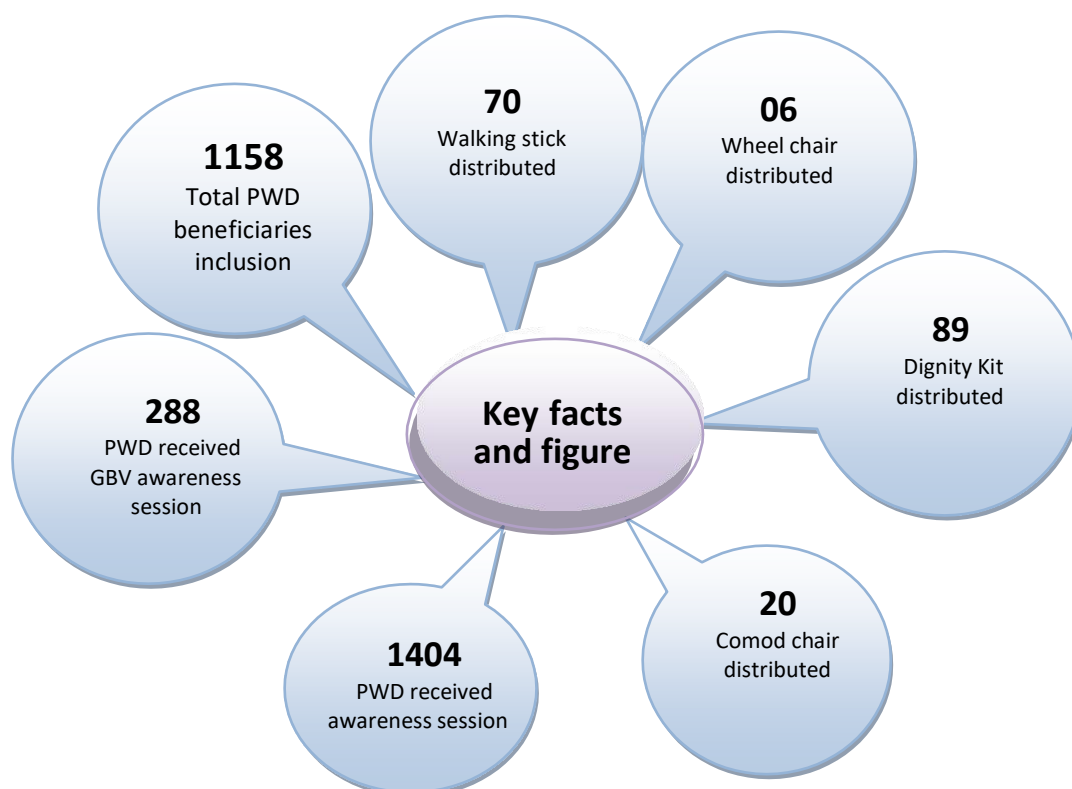 70
Walking stick
distributed
06
Wheel chair
distributed
1158
Total PWD
beneficiaries
inclusion
89
Dignity Kit
distributed
Key facts
and figure
288
PWD received
GBV awareness
session
20
Comod chair
distributed
1404
PWD received
awareness session